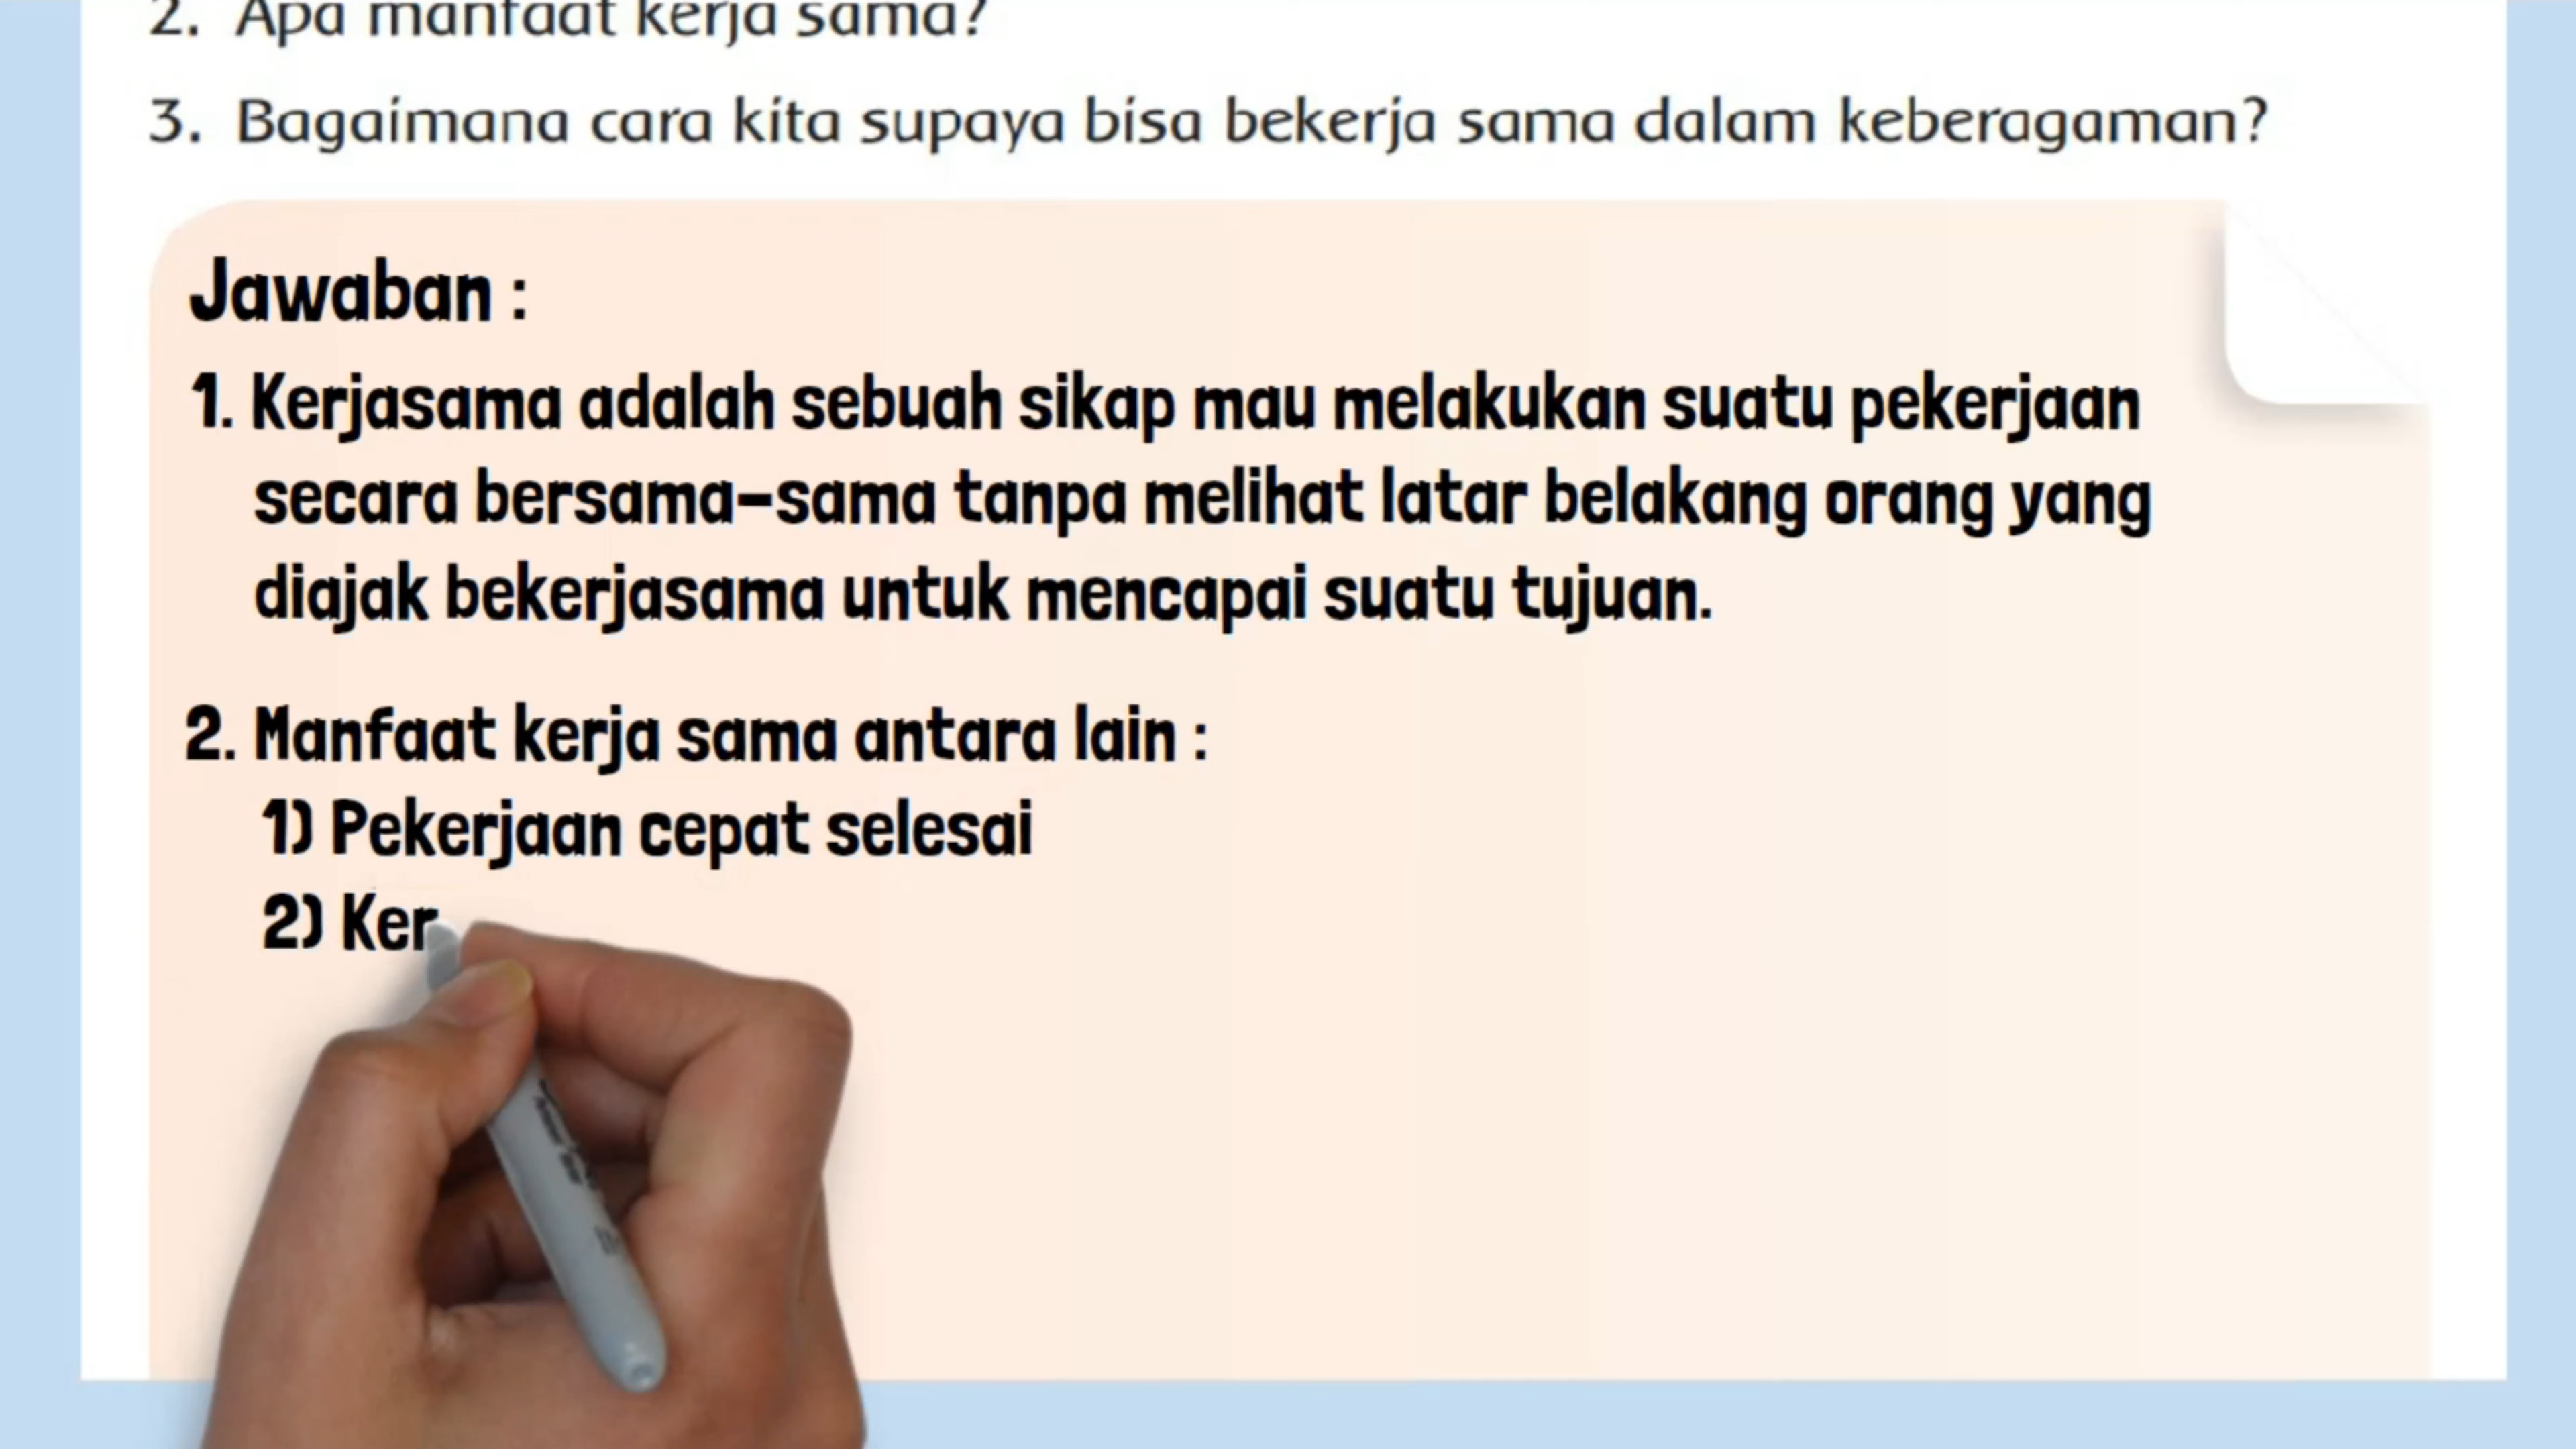 2. Apa manfaat kerja sama?
3. Bagaimana cara kita supaya bisa bekerja sama dalam keberagaman?
Jawaban :
1. Kerjasama adalah sebuah sikap mau melakukan suatu pekerjaan
secara bersama-sama tanpa melihat latar belakang orang yang
diajak bekerjasama untuk mencapai suatu tujuan.
2. Manfaat kerja sama antara lain :
1) Pekerjaan cepat selesai
2) Ker